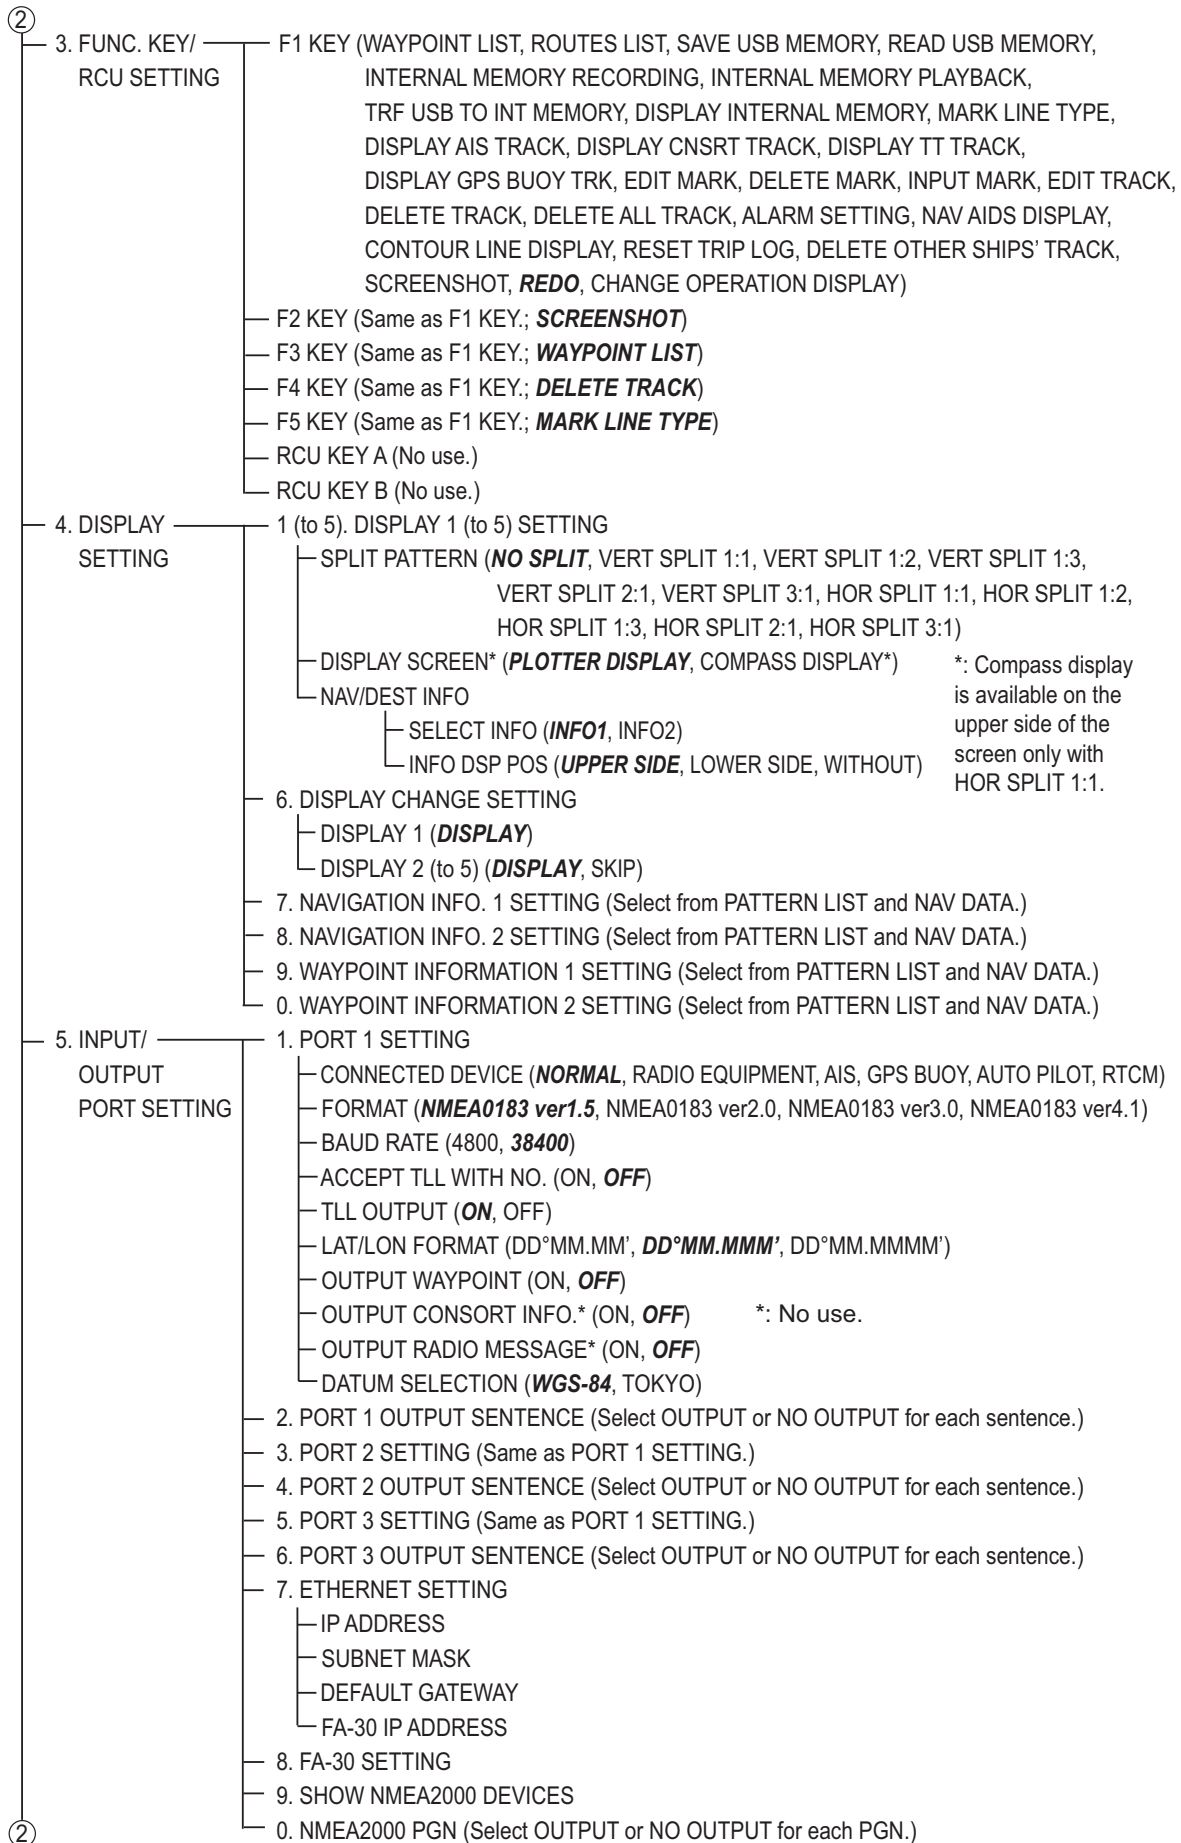 2
3. FUNC. KEY/ F1 KEY (WAYPOINT LIST, ROUTES LIST, SAVE USB MEMORY, READ USB MEMORY,
RCU SETTING INTERNAL MEMORY RECORDING, INTERNAL MEMORY PLAYBACK,
TRF USB TO INT MEMORY, DISPLAY INTERNAL MEMORY, MARK LINE TYPE,
DISPLAY AIS TRACK, DISPLAY CNSRT TRACK, DISPLAY TT TRACK,
DISPLAY GPS BUOY TRK, EDIT MARK, DELETE MARK, INPUT MARK, EDIT TRACK,
DELETE TRACK, DELETE ALL TRACK, ALARM SETTING, NAV AIDS DISPLAY,
CONTOUR LINE DISPLAY, RESET TRIP LOG, DELETE OTHER SHIPS’ TRACK,
SCREENSHOT, REDO, CHANGE OPERATION DISPLAY)
F2 KEY (Same as F1 KEY.; SCREENSHOT)
F3 KEY (Same as F1 KEY.; WAYPOINT LIST)
F4 KEY (Same as F1 KEY.; DELETE TRACK)
F5 KEY (Same as F1 KEY.; MARK LINE TYPE)
RCU KEY A (No use.)
RCU KEY B (No use.)
4. DISPLAY 1 (to 5). DISPLAY 1 (to 5) SETTING
SETTING SPLIT PATTERN (NO SPLIT, VERT SPLIT 1:1, VERT SPLIT 1:2, VERT SPLIT 1:3,
VERT SPLIT 2:1, VERT SPLIT 3:1, HOR SPLIT 1:1, HOR SPLIT 1:2,
HOR SPLIT 1:3, HOR SPLIT 2:1, HOR SPLIT 3:1)
DISPLAY SCREEN* (PLOTTER DISPLAY, COMPASS DISPLAY*)
*: Compass display
is available on the
upper side of the
screen only with
HOR SPLIT 1:1.
NAV/DEST INFO
SELECT INFO (INFO1, INFO2)
INFO DSP POS (UPPER SIDE, LOWER SIDE, WITHOUT)
6. DISPLAY CHANGE SETTING
DISPLAY 1 (DISPLAY)
DISPLAY 2 (to 5) (DISPLAY, SKIP)
7. NAVIGATION INFO. 1 SETTING (Select from PATTERN LIST and NAV DATA.)
8. NAVIGATION INFO. 2 SETTING (Select from PATTERN LIST and NAV DATA.)
9. WAYPOINT INFORMATION 1 SETTING (Select from PATTERN LIST and NAV DATA.)
0. WAYPOINT INFORMATION 2 SETTING (Select from PATTERN LIST and NAV DATA.)
5. INPUT/ 1. PORT 1 SETTING
OUTPUT CONNECTED DEVICE (NORMAL, RADIO EQUIPMENT, AIS, GPS BUOY, AUTO PILOT, RTCM)
PORT SETTING FORMAT (NMEA0183 ver1.5, NMEA0183 ver2.0, NMEA0183 ver3.0, NMEA0183 ver4.1)
BAUD RATE (4800, 38400)
ACCEPT TLL WITH NO. (ON, OFF)
TLL OUTPUT (ON, OFF)
LAT/LON FORMAT (DD°MM.MM’, DD°MM.MMM’, DD°MM.MMMM’)
OUTPUT WAYPOINT (ON, OFF)
OUTPUT CONSORT INFO.* (ON, OFF) *: No use.
OUTPUT RADIO MESSAGE* (ON, OFF)
DATUM SELECTION (WGS-84, TOKYO)
2. PORT 1 OUTPUT SENTENCE (Select OUTPUT or NO OUTPUT for each sentence.)
3. PORT 2 SETTING (Same as PORT 1 SETTING.)
4. PORT 2 OUTPUT SENTENCE (Select OUTPUT or NO OUTPUT for each sentence.)
5. PORT 3 SETTING (Same as PORT 1 SETTING.)
6. PORT 3 OUTPUT SENTENCE (Select OUTPUT or NO OUTPUT for each sentence.)
7. ETHERNET SETTING
IP ADDRESS
SUBNET MASK
DEFAULT GATEWAY
FA-30 IP ADDRESS
8. FA-30 SETTING
9. SHOW NMEA2000 DEVICES
0. NMEA2000 PGN (Select OUTPUT or NO OUTPUT for each PGN.)
2